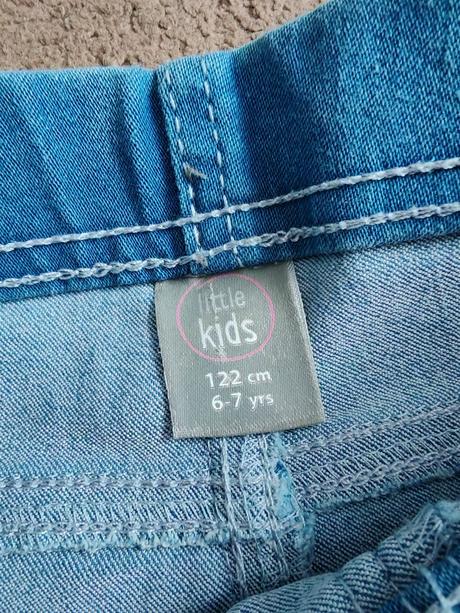 little
kids
122 cm
6-7 yrs